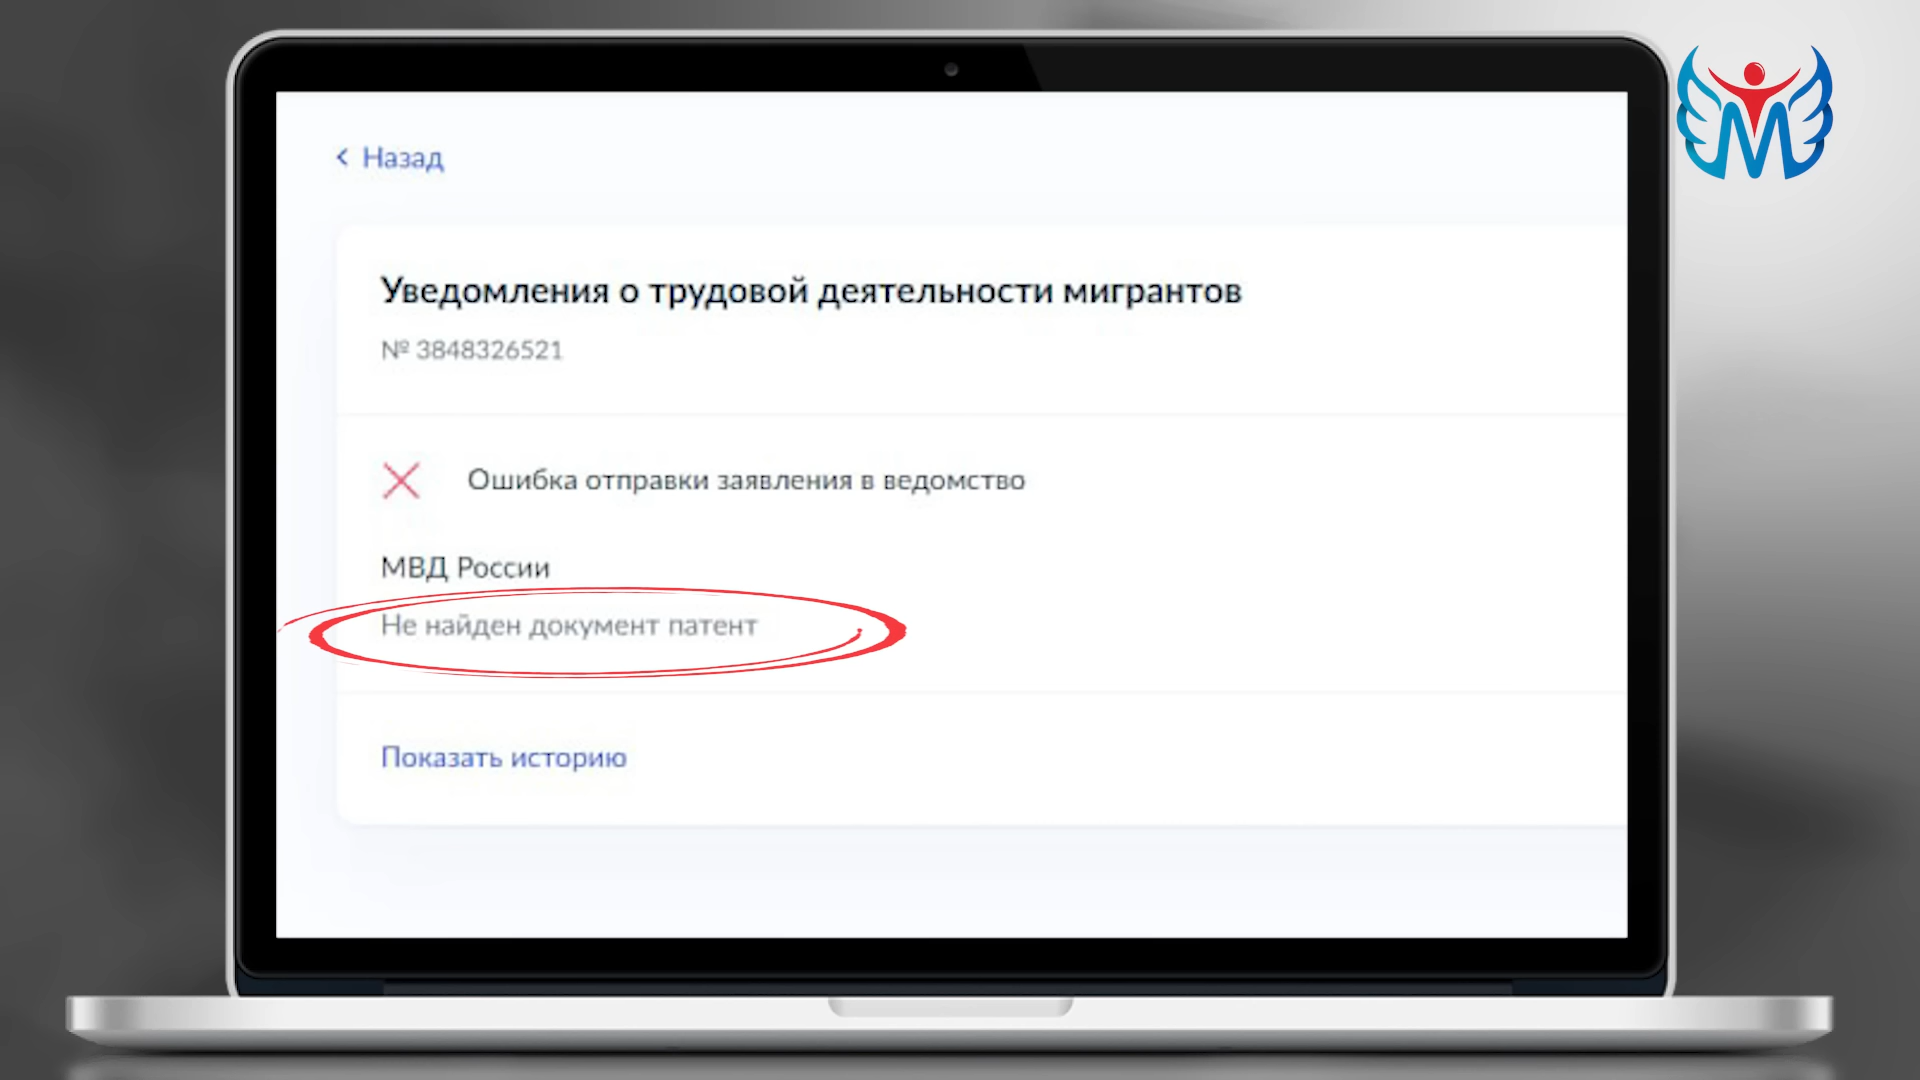 Назад
Уведомления о трудовой деятельности мигрантов
№ 3848326521
Ошибка отправки заявления в ведомство
МВД России
Не найден документ патент
Показать историю